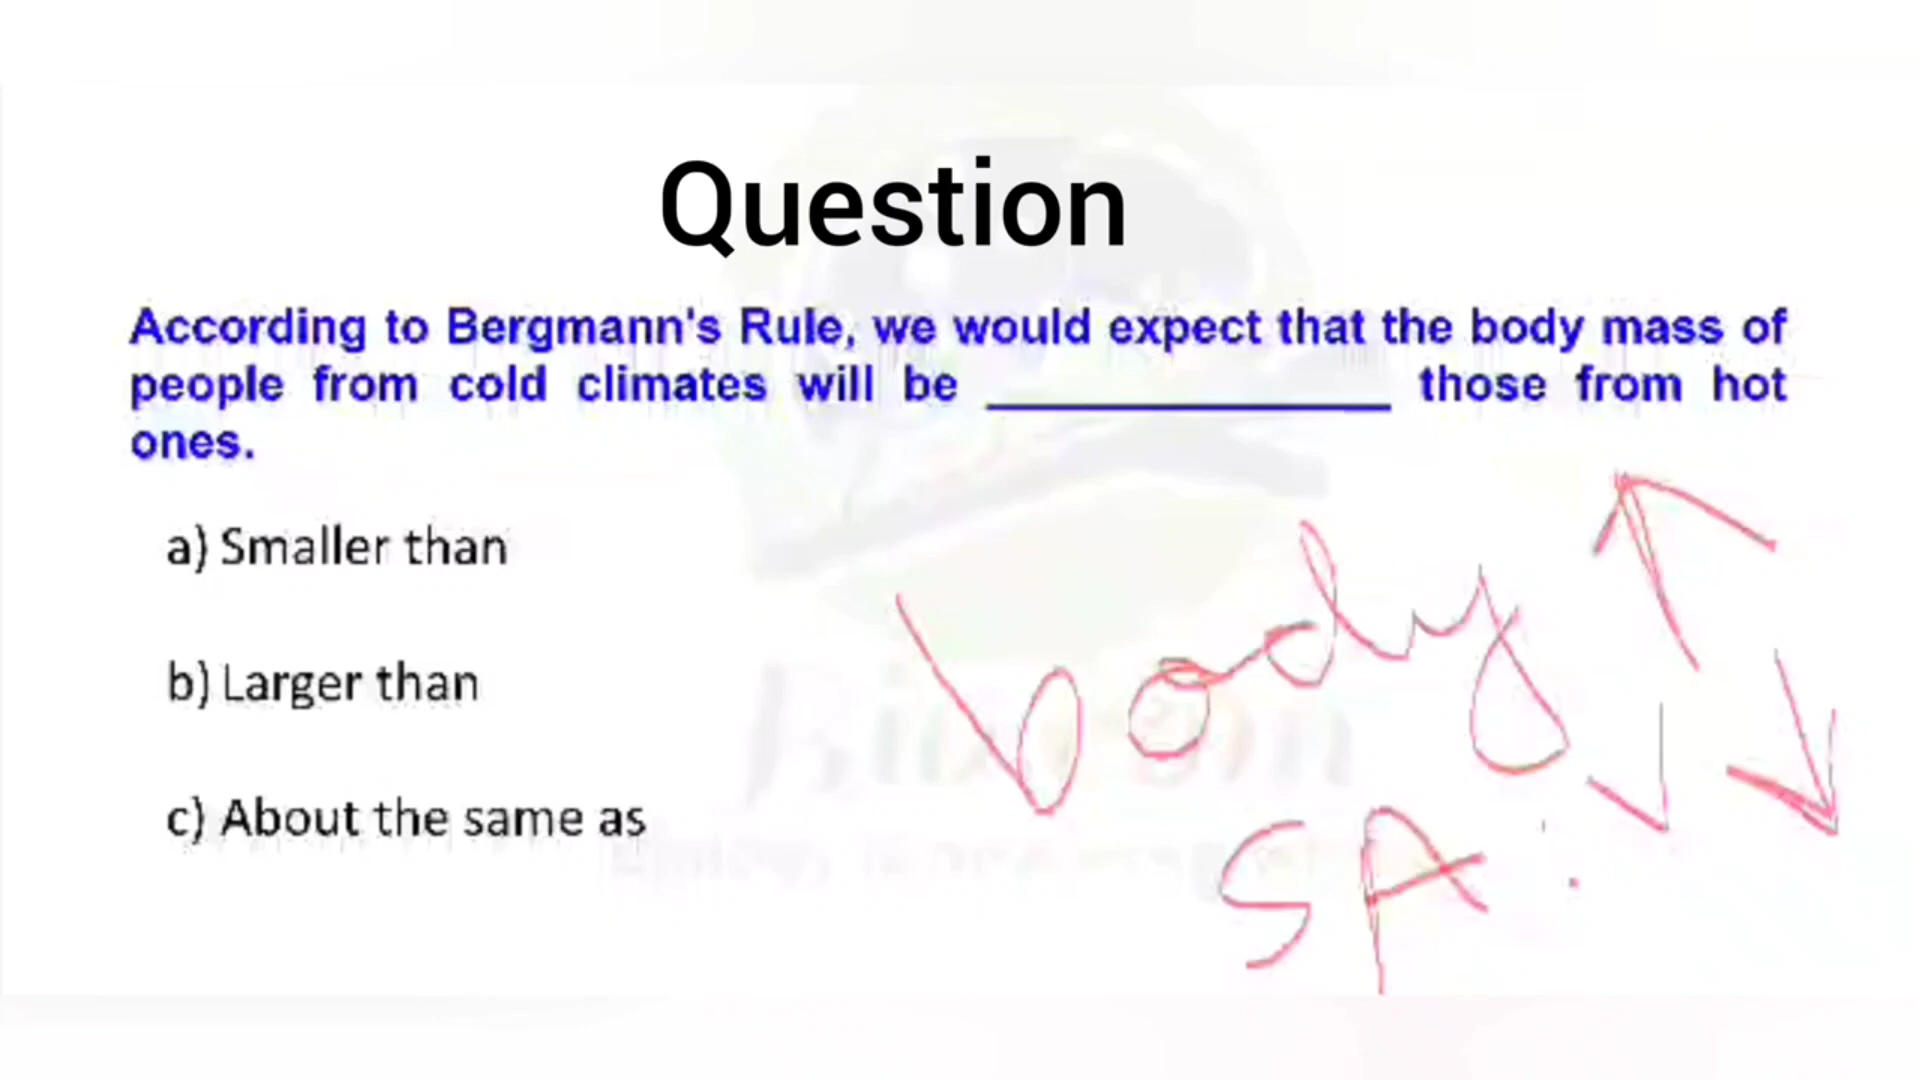 Question
According to Bergmann's Rule, we would expect that the body mass of
people from cold climates will be ____________ those from hot
ones.
a) Smaller than
b) Larger than
c) About the same as
body ↑
SA: ↓ ↓